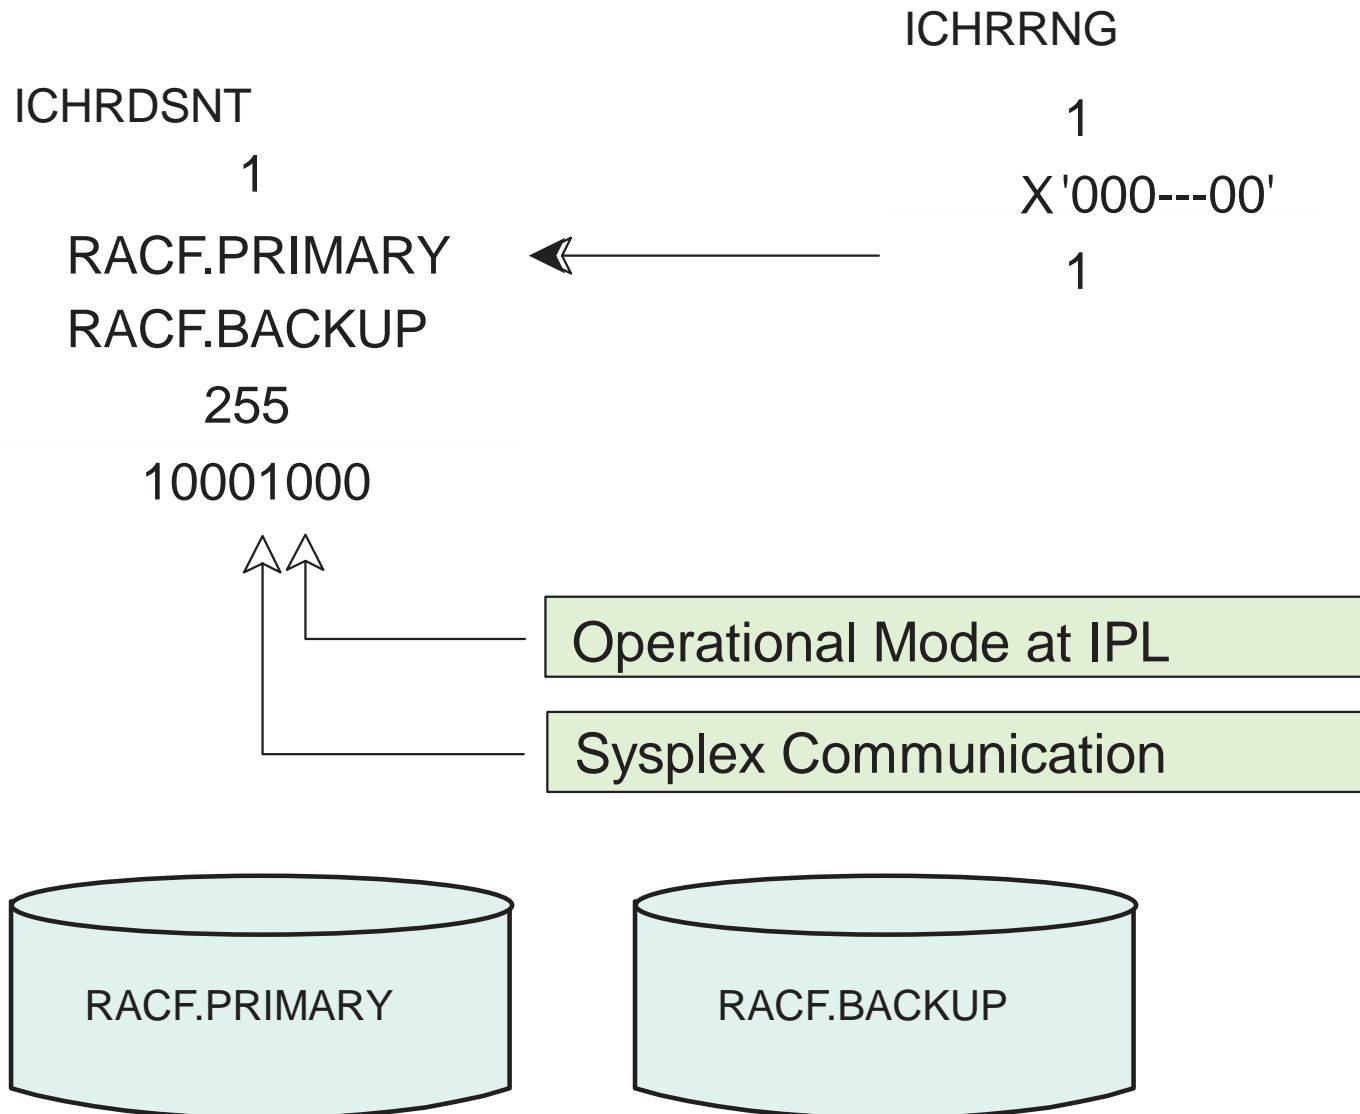 ICHRRNG
ICHRDSNT
1
1
X'000---00'
RACF.PRIMARY
1
RACF.BACKUP
255
10001000
Operational Mode at IPL
Sysplex Communication
RACF.PRIMARY
RACF.BACKUP